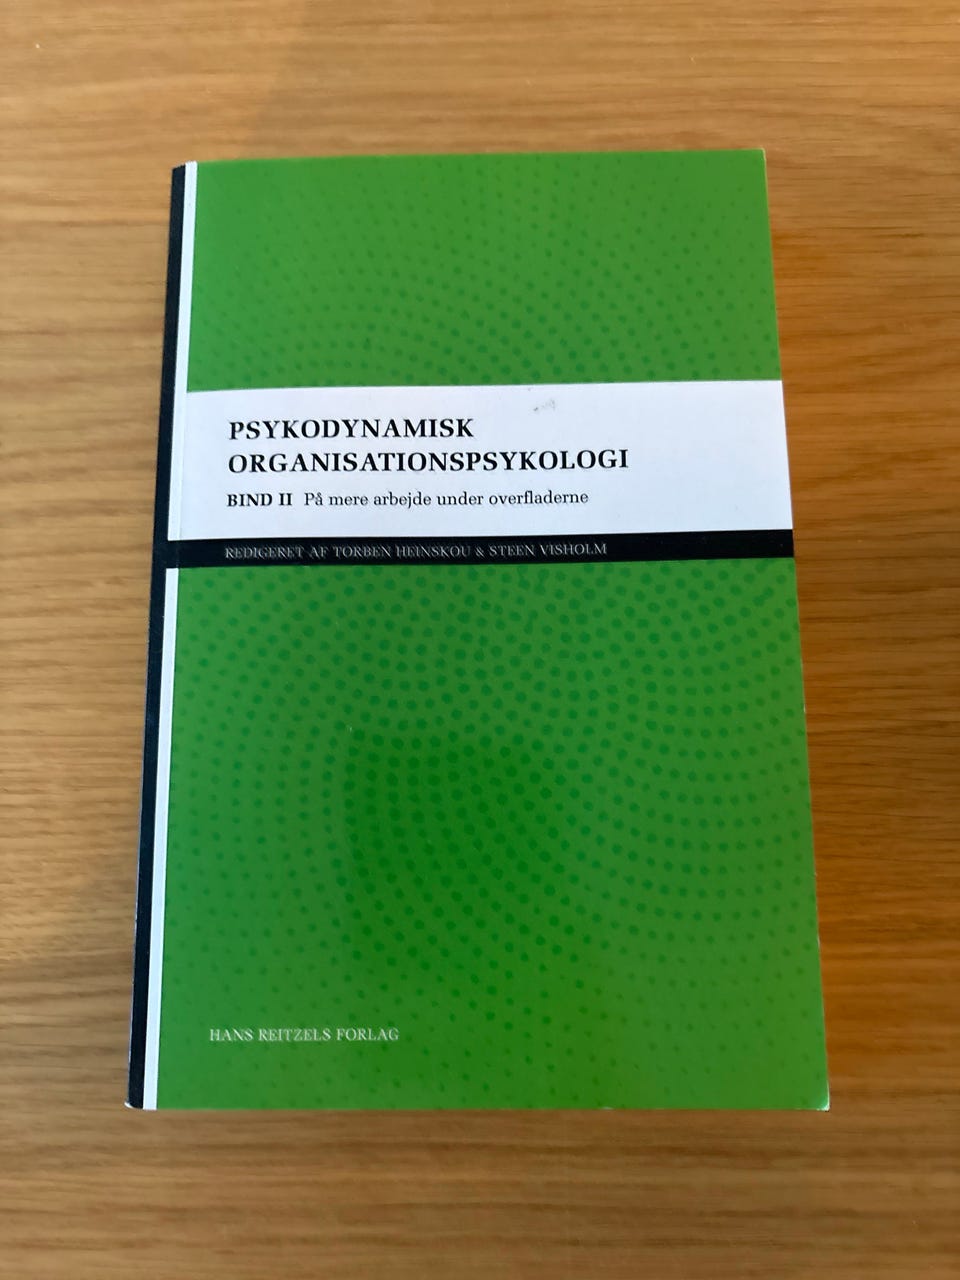 PSYKODYNAMISK
ORGANISATIONSPSYKOLOGI
BIND II På mere arbejde under overfladerne
REDIGERET AF TORBEN HEINSKOU & STEEN VISHOLM
HANS REITZELS FORLAG